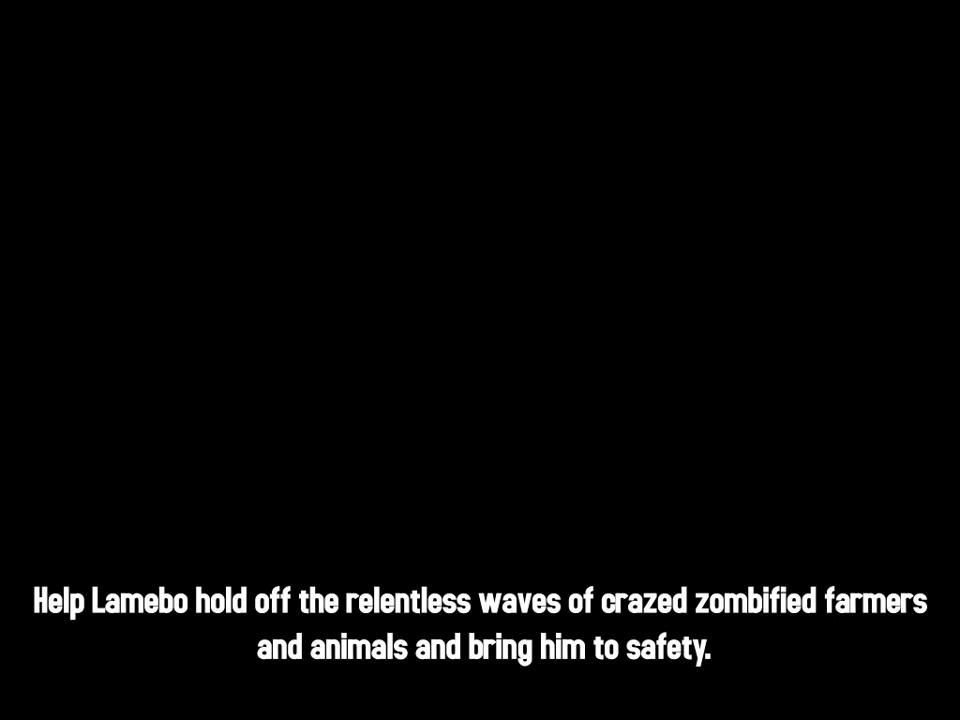 Help Lamebo hold off the relentless waves of crazed zombified farmers
and animals and bring him to safety.